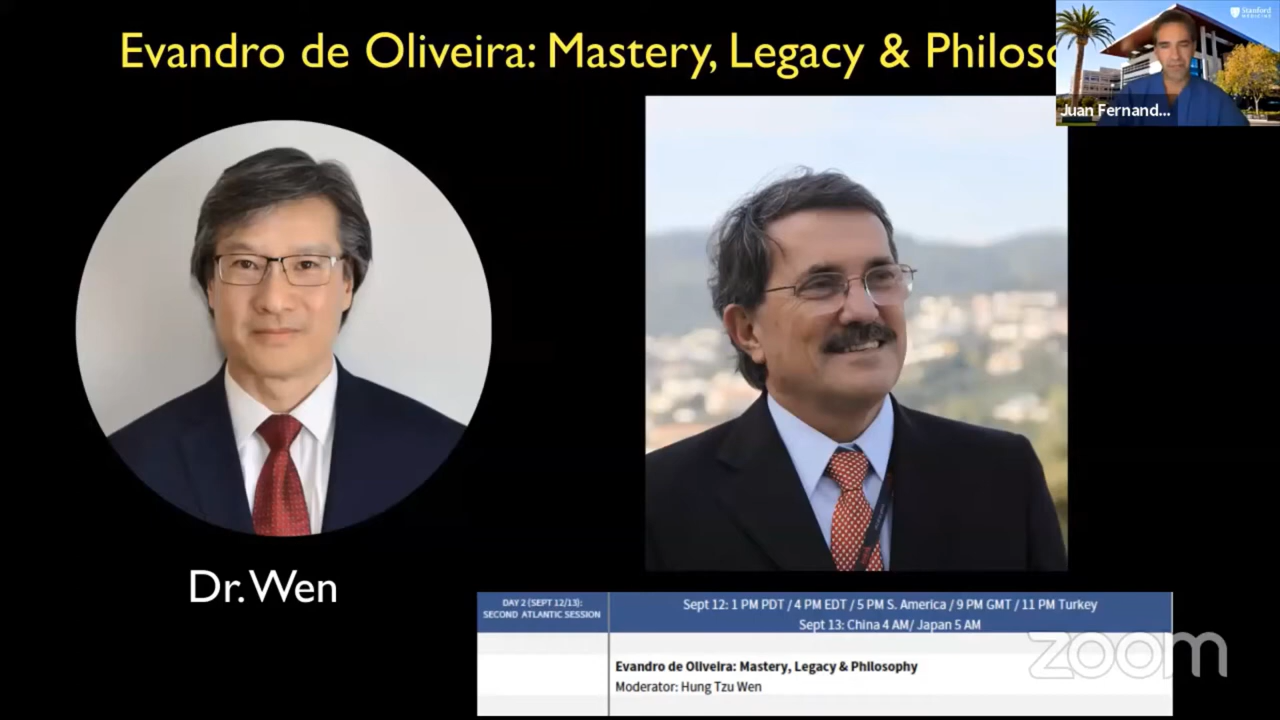 Evandro de Oliveira: Mastery, Legacy & Philoso
Stanford
MEDICINE
Juan Fernand...
Dr. Wen
DAY 2 (SEPT 12/13):
SECOND ATLANTIC SESSION
Sept 12: 1 PM PDT / 4 PM EDT / 5 PM S. America / 9 PM GMT / 11 PM Turkey
Sept 13: China 4 AM/ Japan 5 AM
Evandro de Oliveira: Mastery, Legacy & Philosophy
Moderator: Hung Tzu Wen
zoom